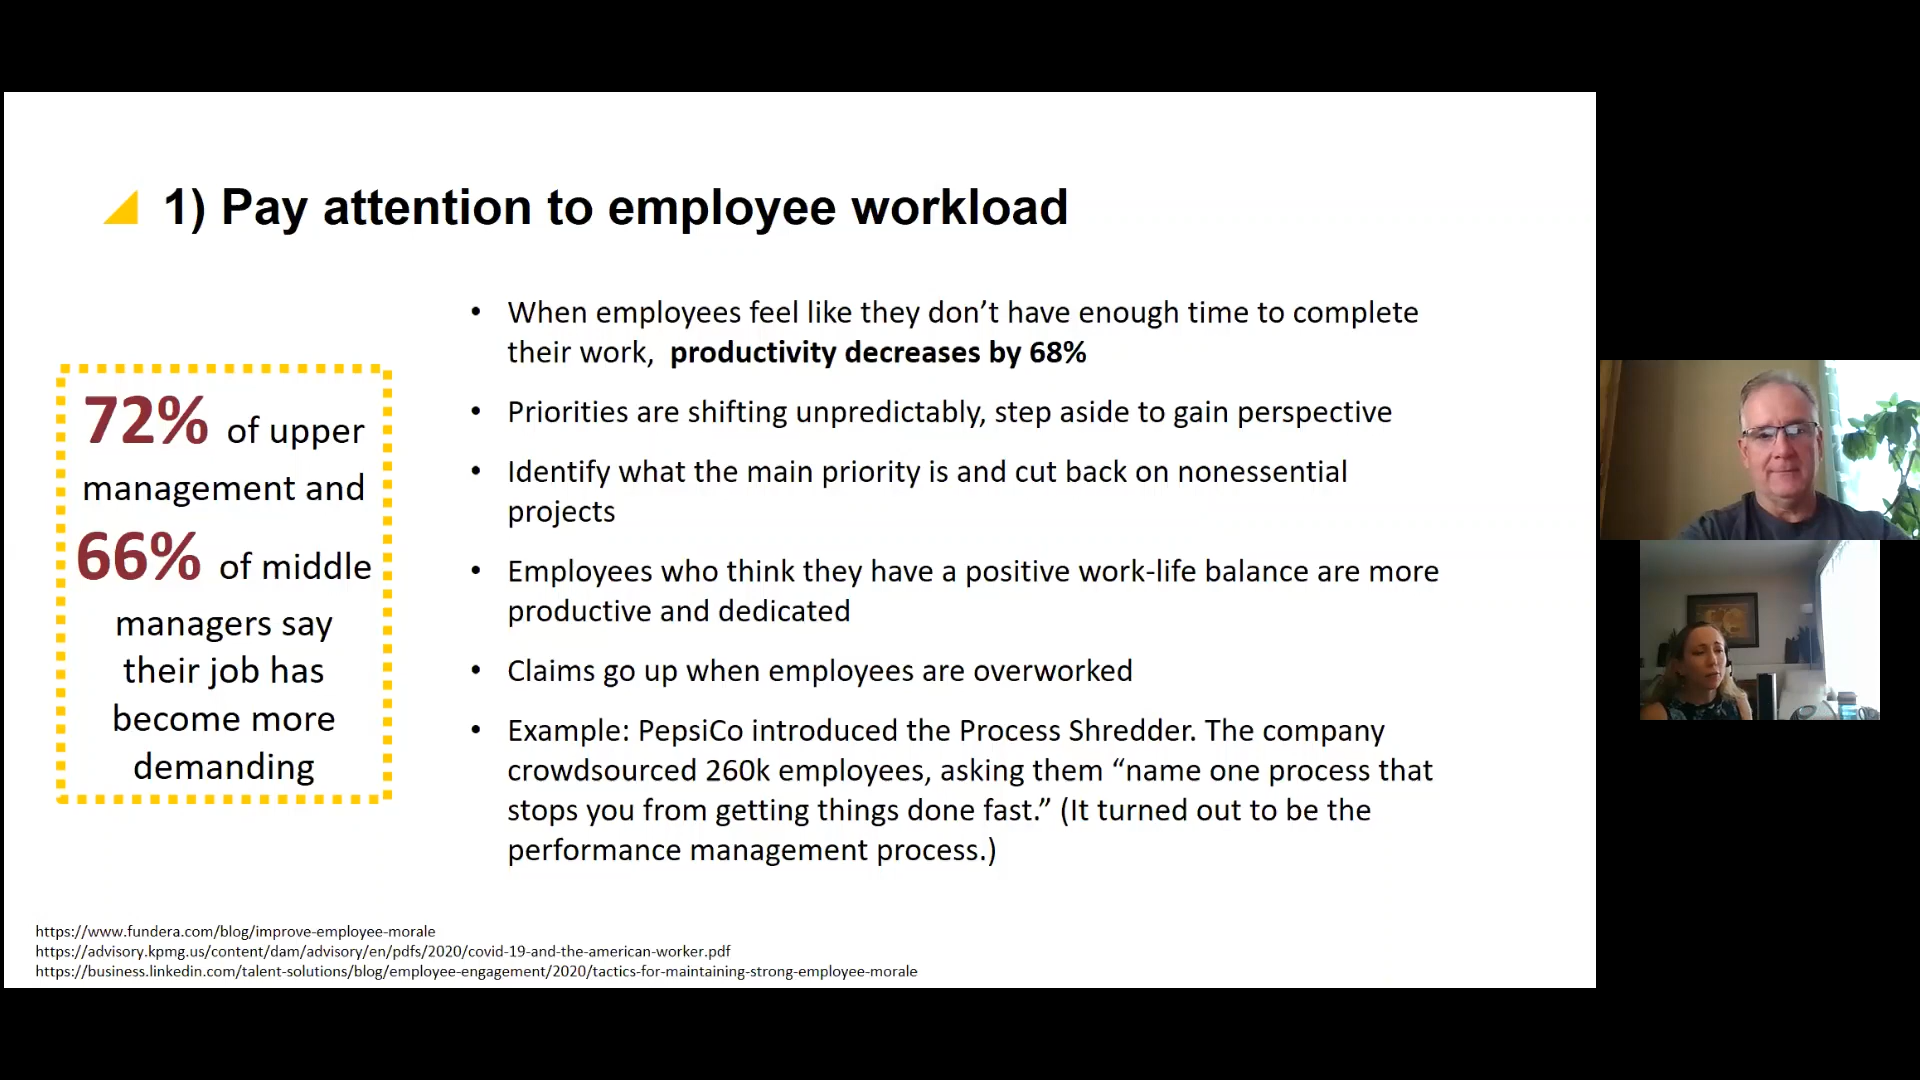 1) Pay attention to employee workload
72% of upper
management and
66% of middle
managers say
their job has
become more
demanding
• When employees feel like they don’t have enough time to complete
their work,  productivity decreases by 68%
• Priorities are shifting unpredictably, step aside to gain perspective
• Identify what the main priority is and cut back on nonessential
projects
• Employees who think they have a positive work-life balance are more
productive and dedicated
• Claims go up when employees are overworked
• Example: PepsiCo introduced the Process Shredder. The company
crowdsourced 260k employees, asking them “name one process that
stops you from getting things done fast.” (It turned out to be the
performance management process.)
https://www.fundera.com/blog/improve-employee-morale
https://advisory.kpmg.us/content/dam/advisory/en/pdfs/2020/covid-19-and-the-american-worker.pdf
https://business.linkedin.com/talent-solutions/blog/employee-engagement/2020/tactics-for-maintaining-strong-employee-morale